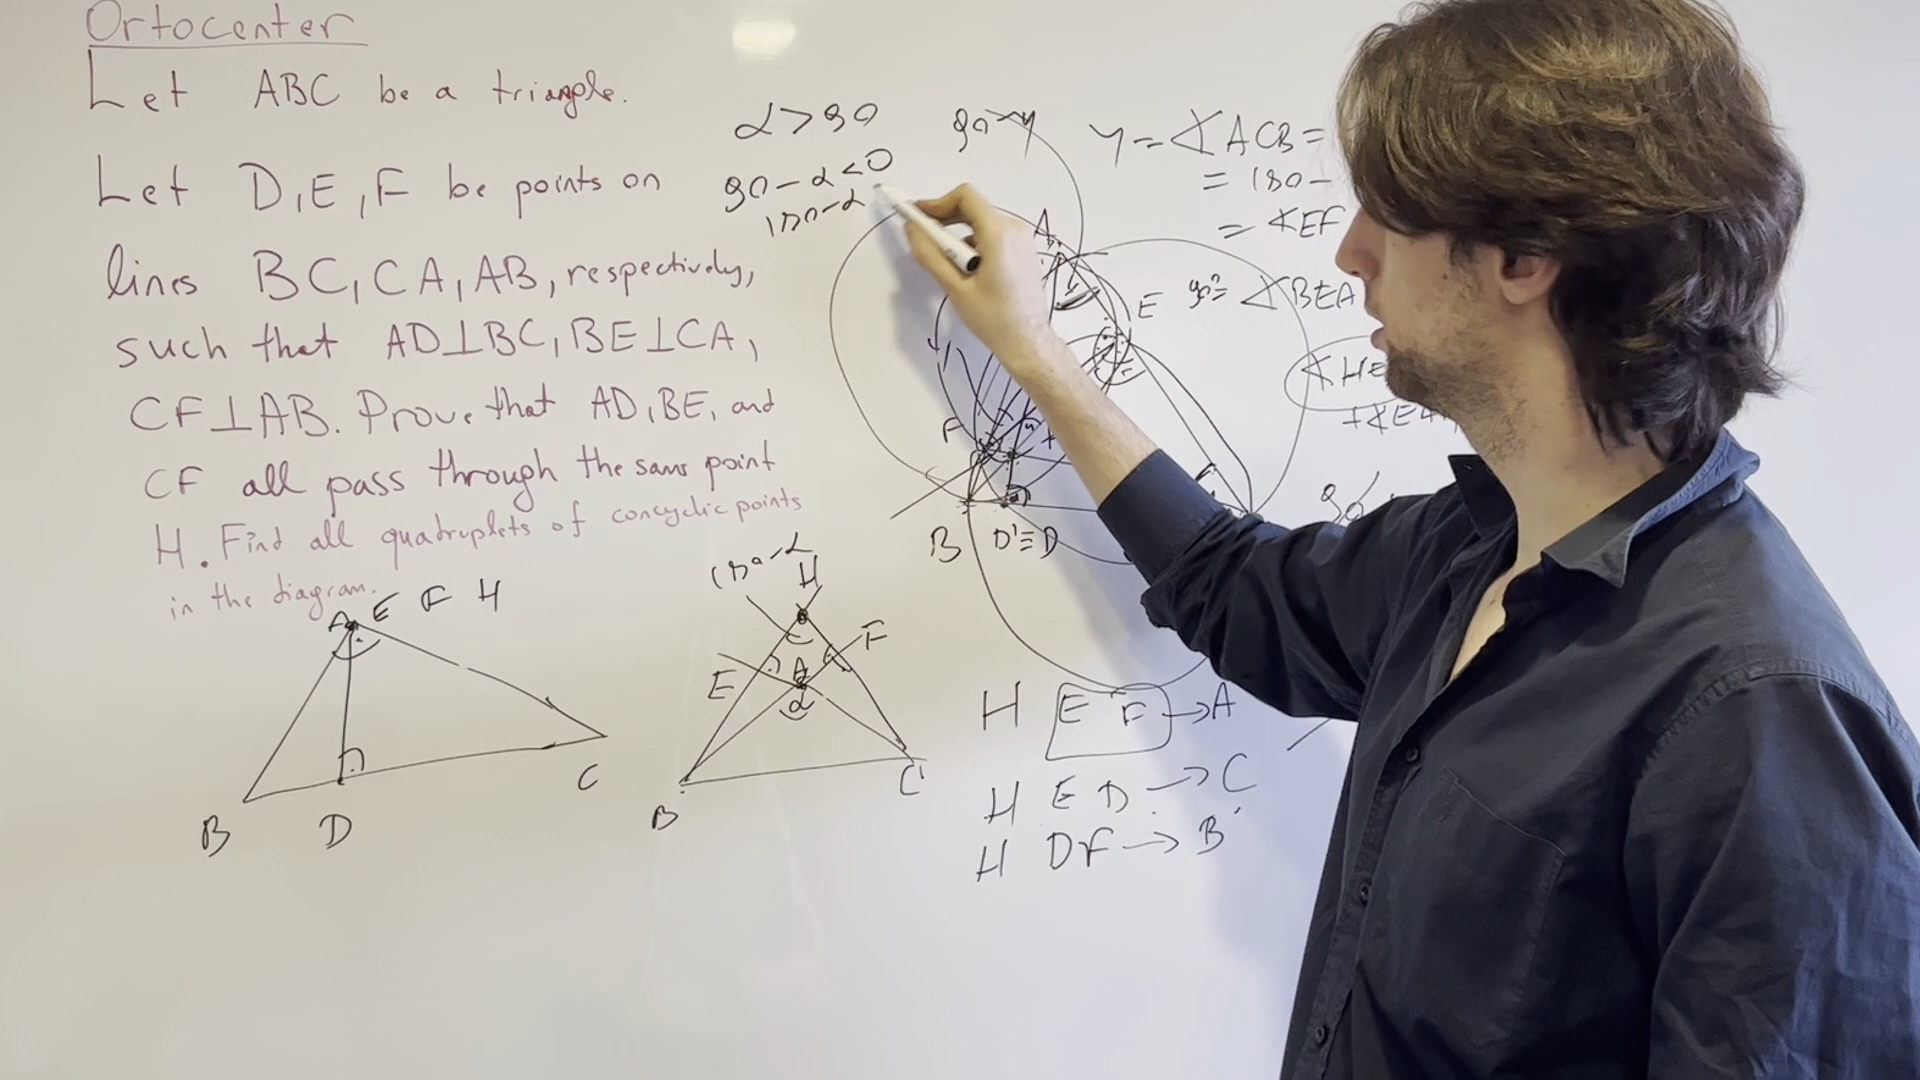 Ortocenter
Let ABC be a triangle.
Let D, E, F be points on
lines BC, CA, AB, respectively,
such that AD⊥BC, BE⊥CA,
CF⊥AB. Prove that AD, BE, and
CF all pass through the same point
H. Find all quadruplets of concyclic points
in the diagram.
α>90
90-α<0
180-α
90-γ
γ=∢ACB=
= 180-
= ∢EF
90=? ∢BEA
∢HE
A
E
F
B D'≡D
A E F H
B D C
180-α
H
E A F
α
B C
H E F → A
H E D → C
H D F → B